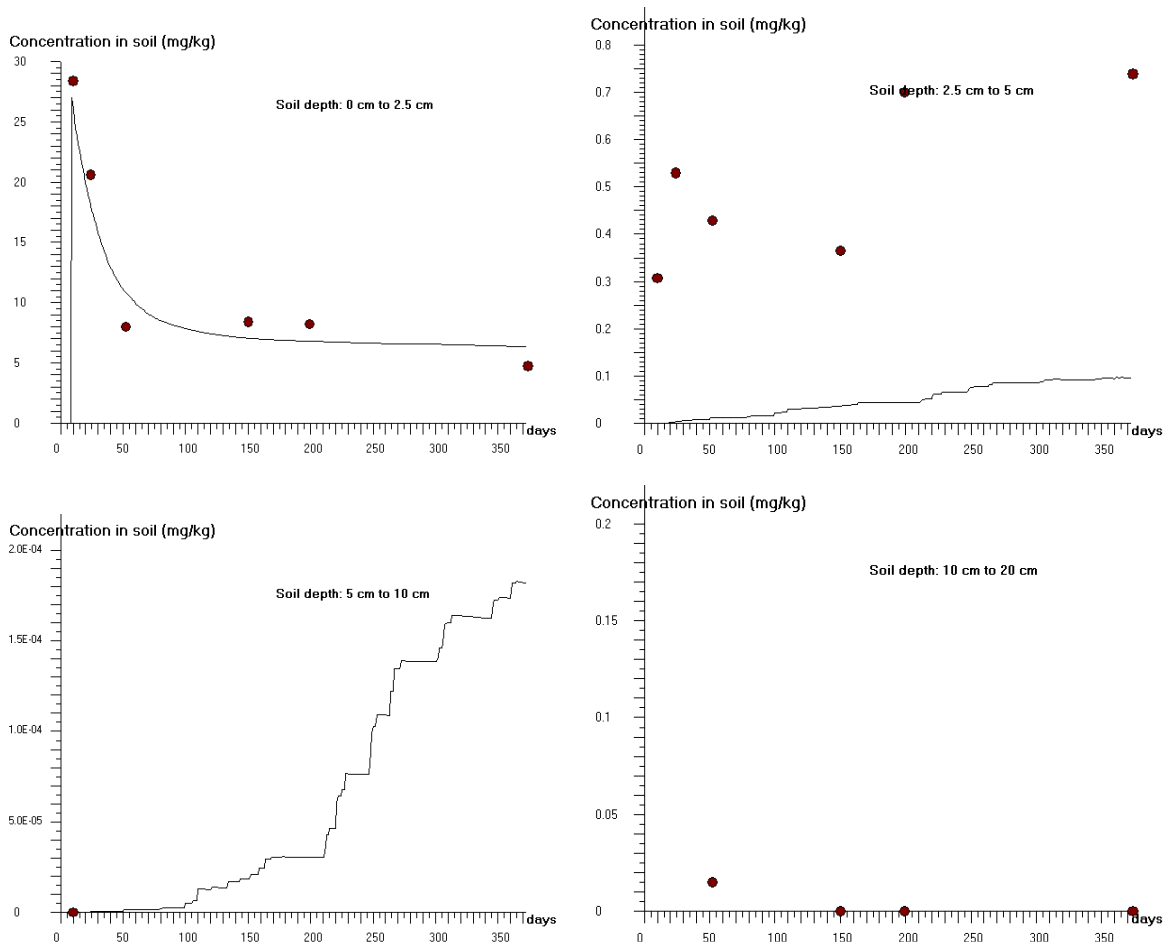 Concentration in soil (mg/kg)
30
Soil depth: 0 cm to 2.5 cm
25
20
15
10
5
0
days
0 50 100 150 200 250 300 350
Concentration in soil (mg/kg)
0.8
Soil depth: 2.5 cm to 5 cm
0.7
0.6
0.5
0.4
0.3
0.2
0.1
0
days
0 50 100 150 200 250 300 350
Concentration in soil (mg/kg)
2.0E-04
Soil depth: 5 cm to 10 cm
1.5E-04
1.0E-04
5.0E-05
0
days
0 50 100 150 200 250 300 350
Concentration in soil (mg/kg)
0.2
Soil depth: 10 cm to 20 cm
0.15
0.1
0.05
0
days
0 50 100 150 200 250 300 350